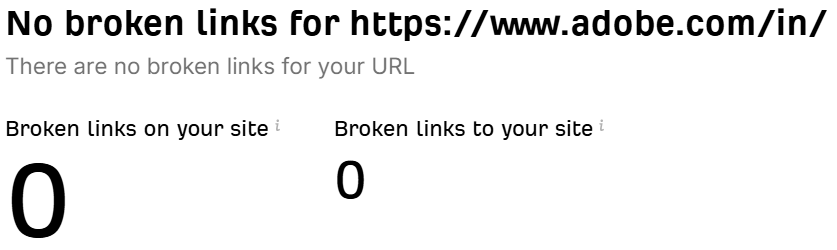 No broken links for https://www.adobe.com/in/
There are no broken links for your URL
Broken links on your site i
Broken links to your site i
0
0